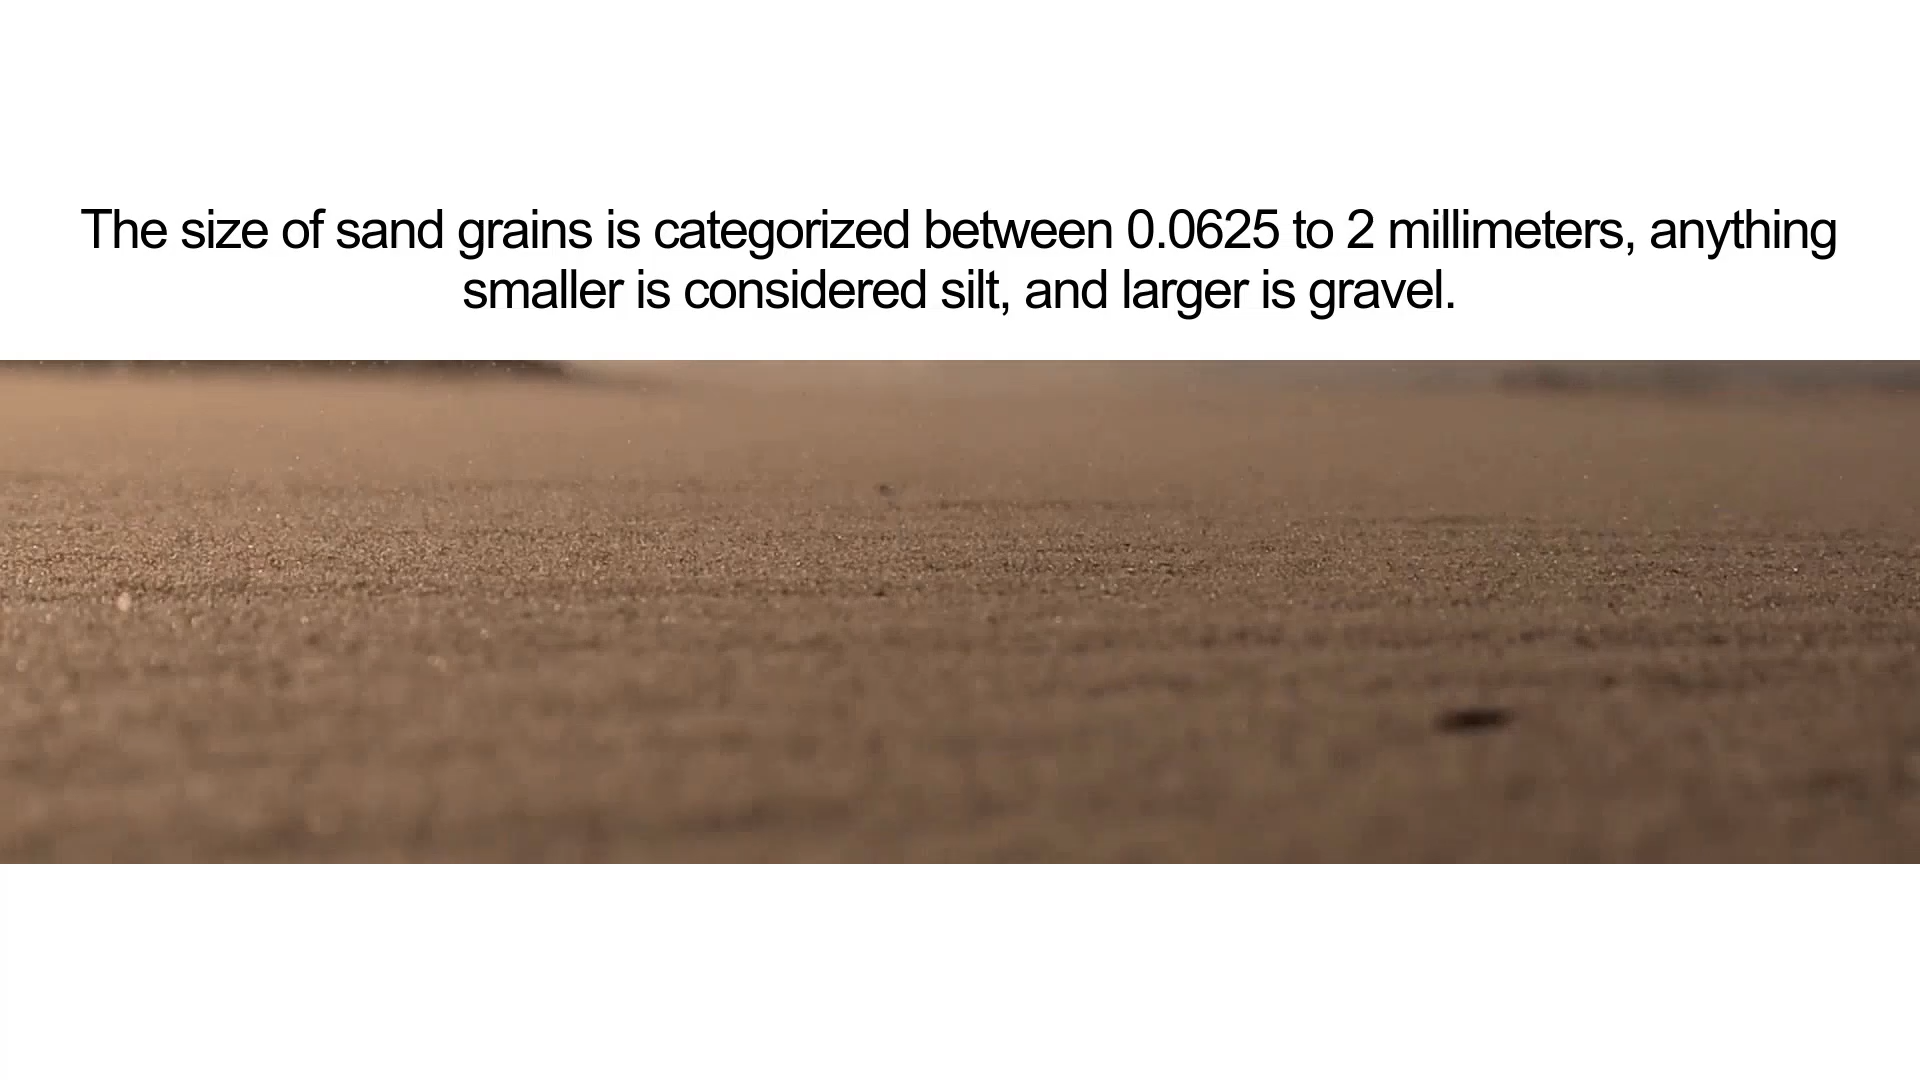 The size of sand grains is categorized between 0.0625 to 2 millimeters, anything
smaller is considered silt, and larger is gravel.